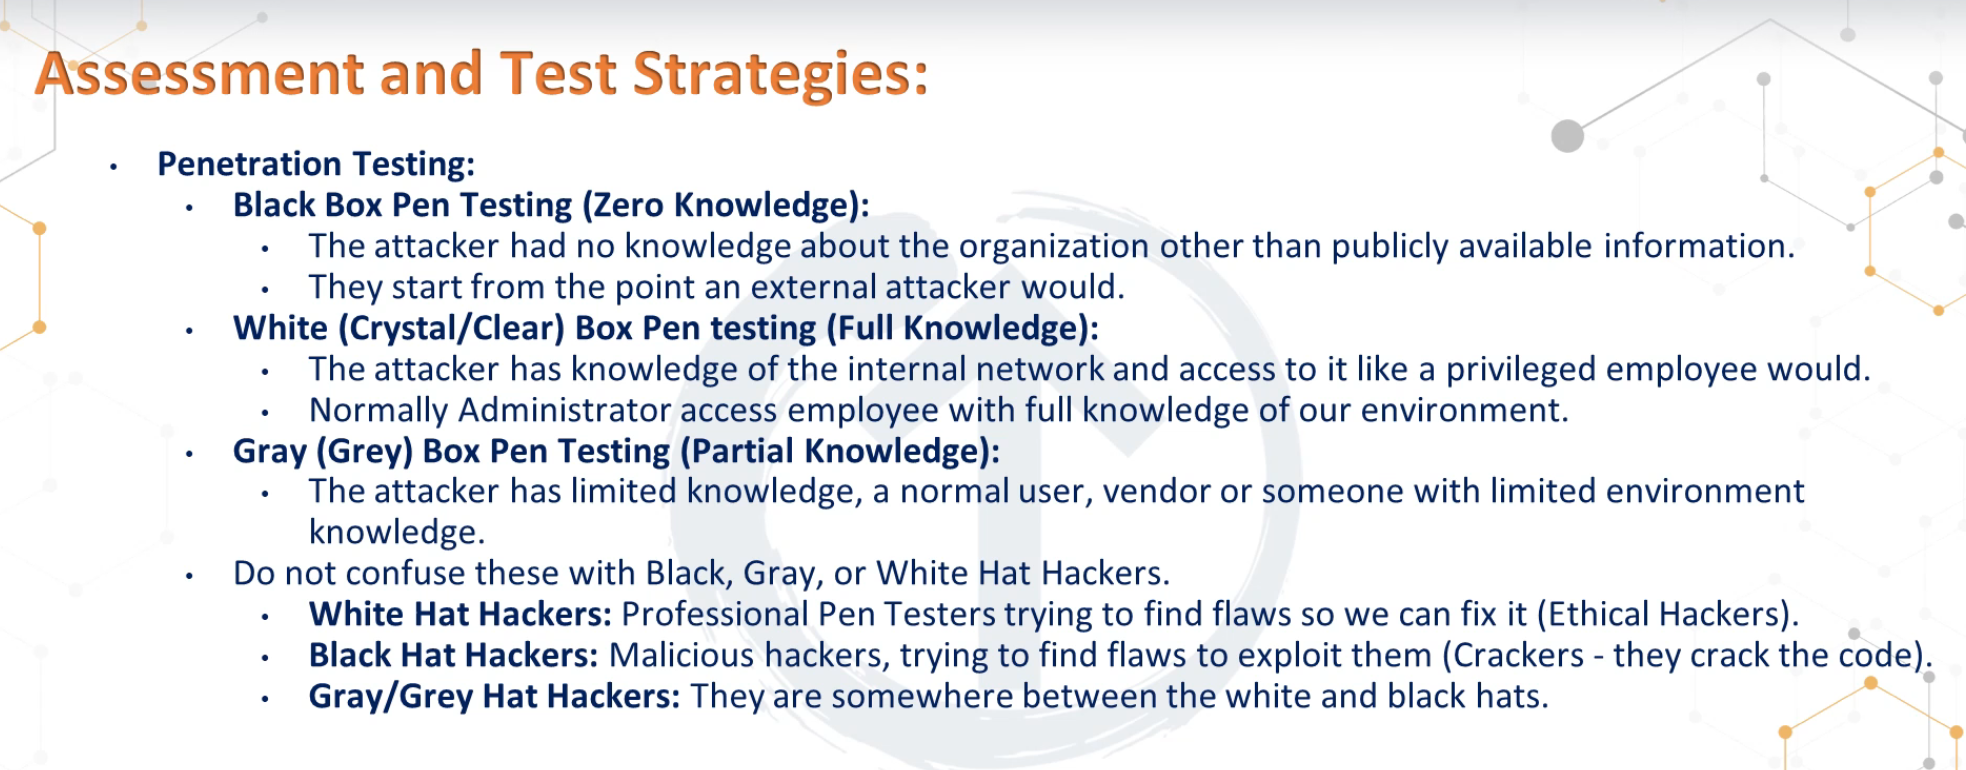 Assessment and Test Strategies:
• Penetration Testing:
• Black Box Pen Testing (Zero Knowledge):
• The attacker had no knowledge about the organization other than publicly available information.
• They start from the point an external attacker would.
• White (Crystal/Clear) Box Pen testing (Full Knowledge):
• The attacker has knowledge of the internal network and access to it like a privileged employee would.
• Normally Administrator access employee with full knowledge of our environment.
• Gray (Grey) Box Pen Testing (Partial Knowledge):
• The attacker has limited knowledge, a normal user, vendor or someone with limited environment
knowledge.
• Do not confuse these with Black, Gray, or White Hat Hackers.
• White Hat Hackers: Professional Pen Testers trying to find flaws so we can fix it (Ethical Hackers).
• Black Hat Hackers: Malicious hackers, trying to find flaws to exploit them (Crackers - they crack the code).
• Gray/Grey Hat Hackers: They are somewhere between the white and black hats.